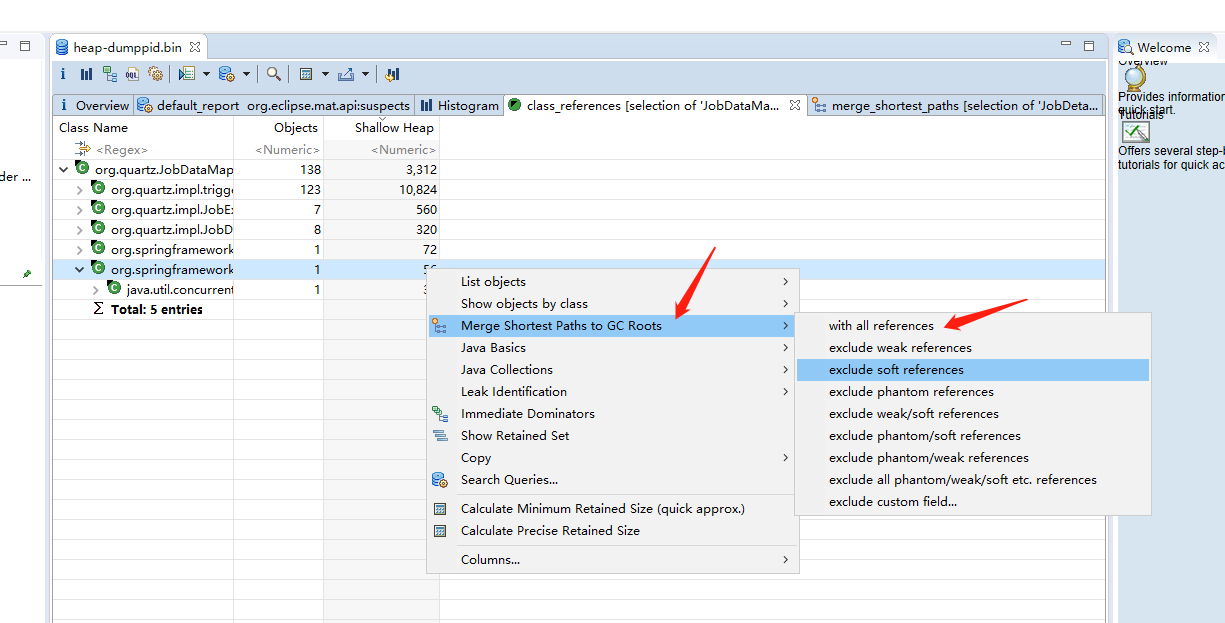 heap-dumppid.bin
Welcome
Overview
Provides information
quick start.
Tutorials
Offers several step-b
tutorials for quick ac
der ...
i Overview
default_report org.eclipse.mat.api:suspects
Histogram
class_references [selection of 'JobDataMa...
merge_shortest_paths [selection of 'JobDeta...
Class Name Objects Shallow Heap
<Regex> <Numeric> <Numeric>
org.quartz.JobDataMap 138 3,312
org.quartz.impl.trigge 123 10,824
org.quartz.impl.JobEx 7 560
org.quartz.impl.JobD 8 320
org.springframework 1 72
org.springframework 1
java.util.concurrent 1
Σ Total: 5 entries
List objects
Show objects by class
Merge Shortest Paths to GC Roots
Java Basics
Java Collections
Leak Identification
Immediate Dominators
Show Retained Set
Copy
Search Queries...
Calculate Minimum Retained Size (quick approx.)
Calculate Precise Retained Size
Columns...
with all references
exclude weak references
exclude soft references
exclude phantom references
exclude weak/soft references
exclude phantom/soft references
exclude phantom/weak references
exclude all phantom/weak/soft etc. references
exclude custom field...